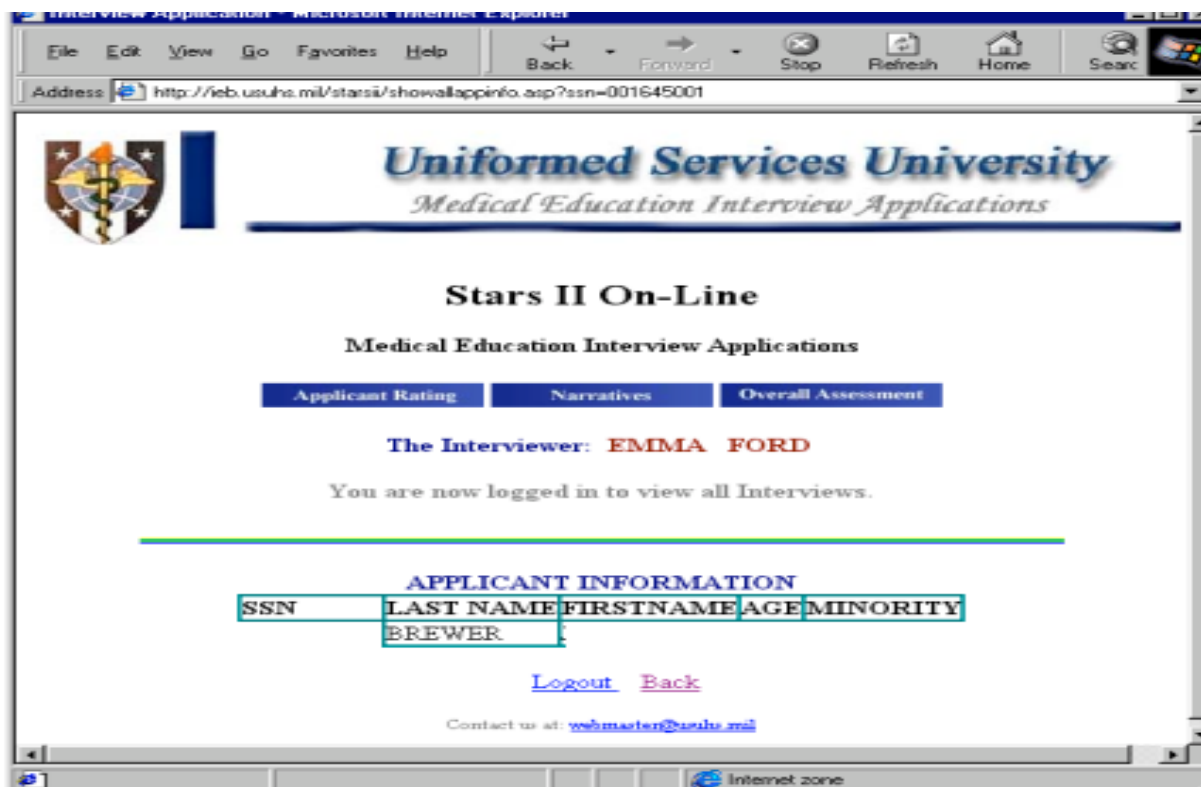 Interview Application - Microsoft Internet Explorer
File Edit View Go Favorites Help Back Forward Stop Refresh Home Searc
Address http://ieb.usuhs.mil/starsii/showallappinfo.asp?ssn=001645001
Uniformed Services University
Medical Education Interview Applications
Stars II On-Line
Medical Education Interview Applications
Applicant Rating Narratives Overall Assessment
The Interviewer: EMMA FORD
You are now logged in to view all Interviews.
APPLICANT INFORMATION
SSN LAST NAME FIRSTNAME AGE MINORITY
BREWER
Logout Back
Contact us at: webmaster@usuhs.mil
Internet zone